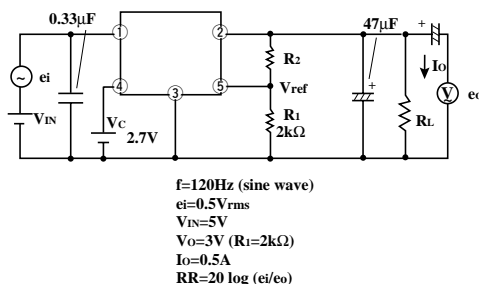 0.33μF
47μF
+
1
2
ei
R2
IO
V
eo
4
5
Vref
3
+
VIN
VC
2.7V
R1
2kΩ
RL
f=120Hz (sine wave)
ei=0.5Vrms
VIN=5V
VO=3V (R1=2kΩ)
IO=0.5A
RR=20 log (ei/eo)